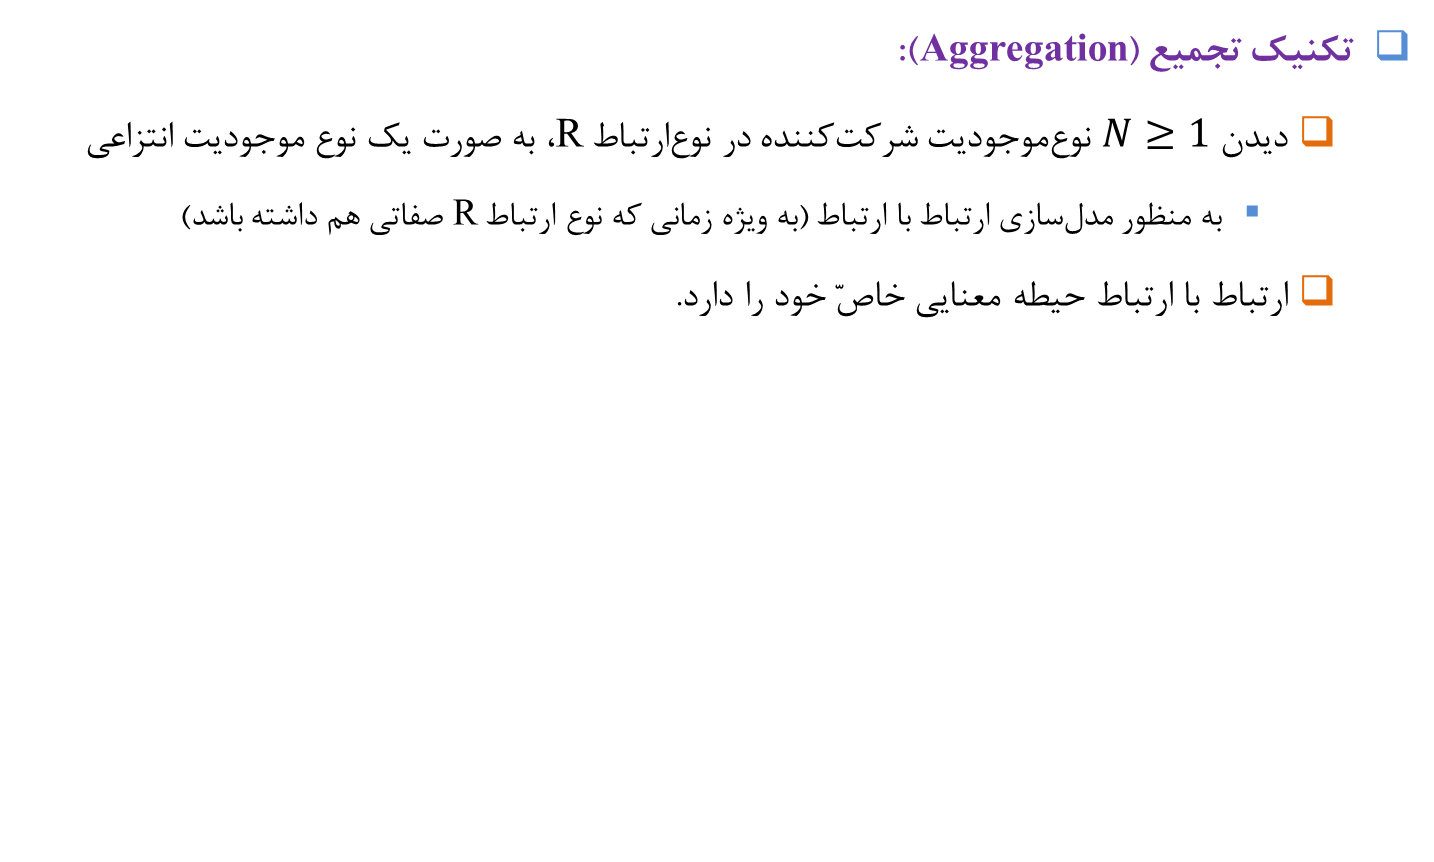 تکنیک تجمیع (Aggregation):
دیدن N ≥ 1 نوع‌موجودیت شرکت‌کننده در نوع‌ارتباط R، به صورت یک نوع موجودیت انتزاعی
به منظور مدل‌سازی ارتباط با ارتباط (به ویژه زمانی که نوع ارتباط R صفاتی هم داشته باشد)
ارتباط با ارتباط حیطه معنایی خاصّ خود را دارد.